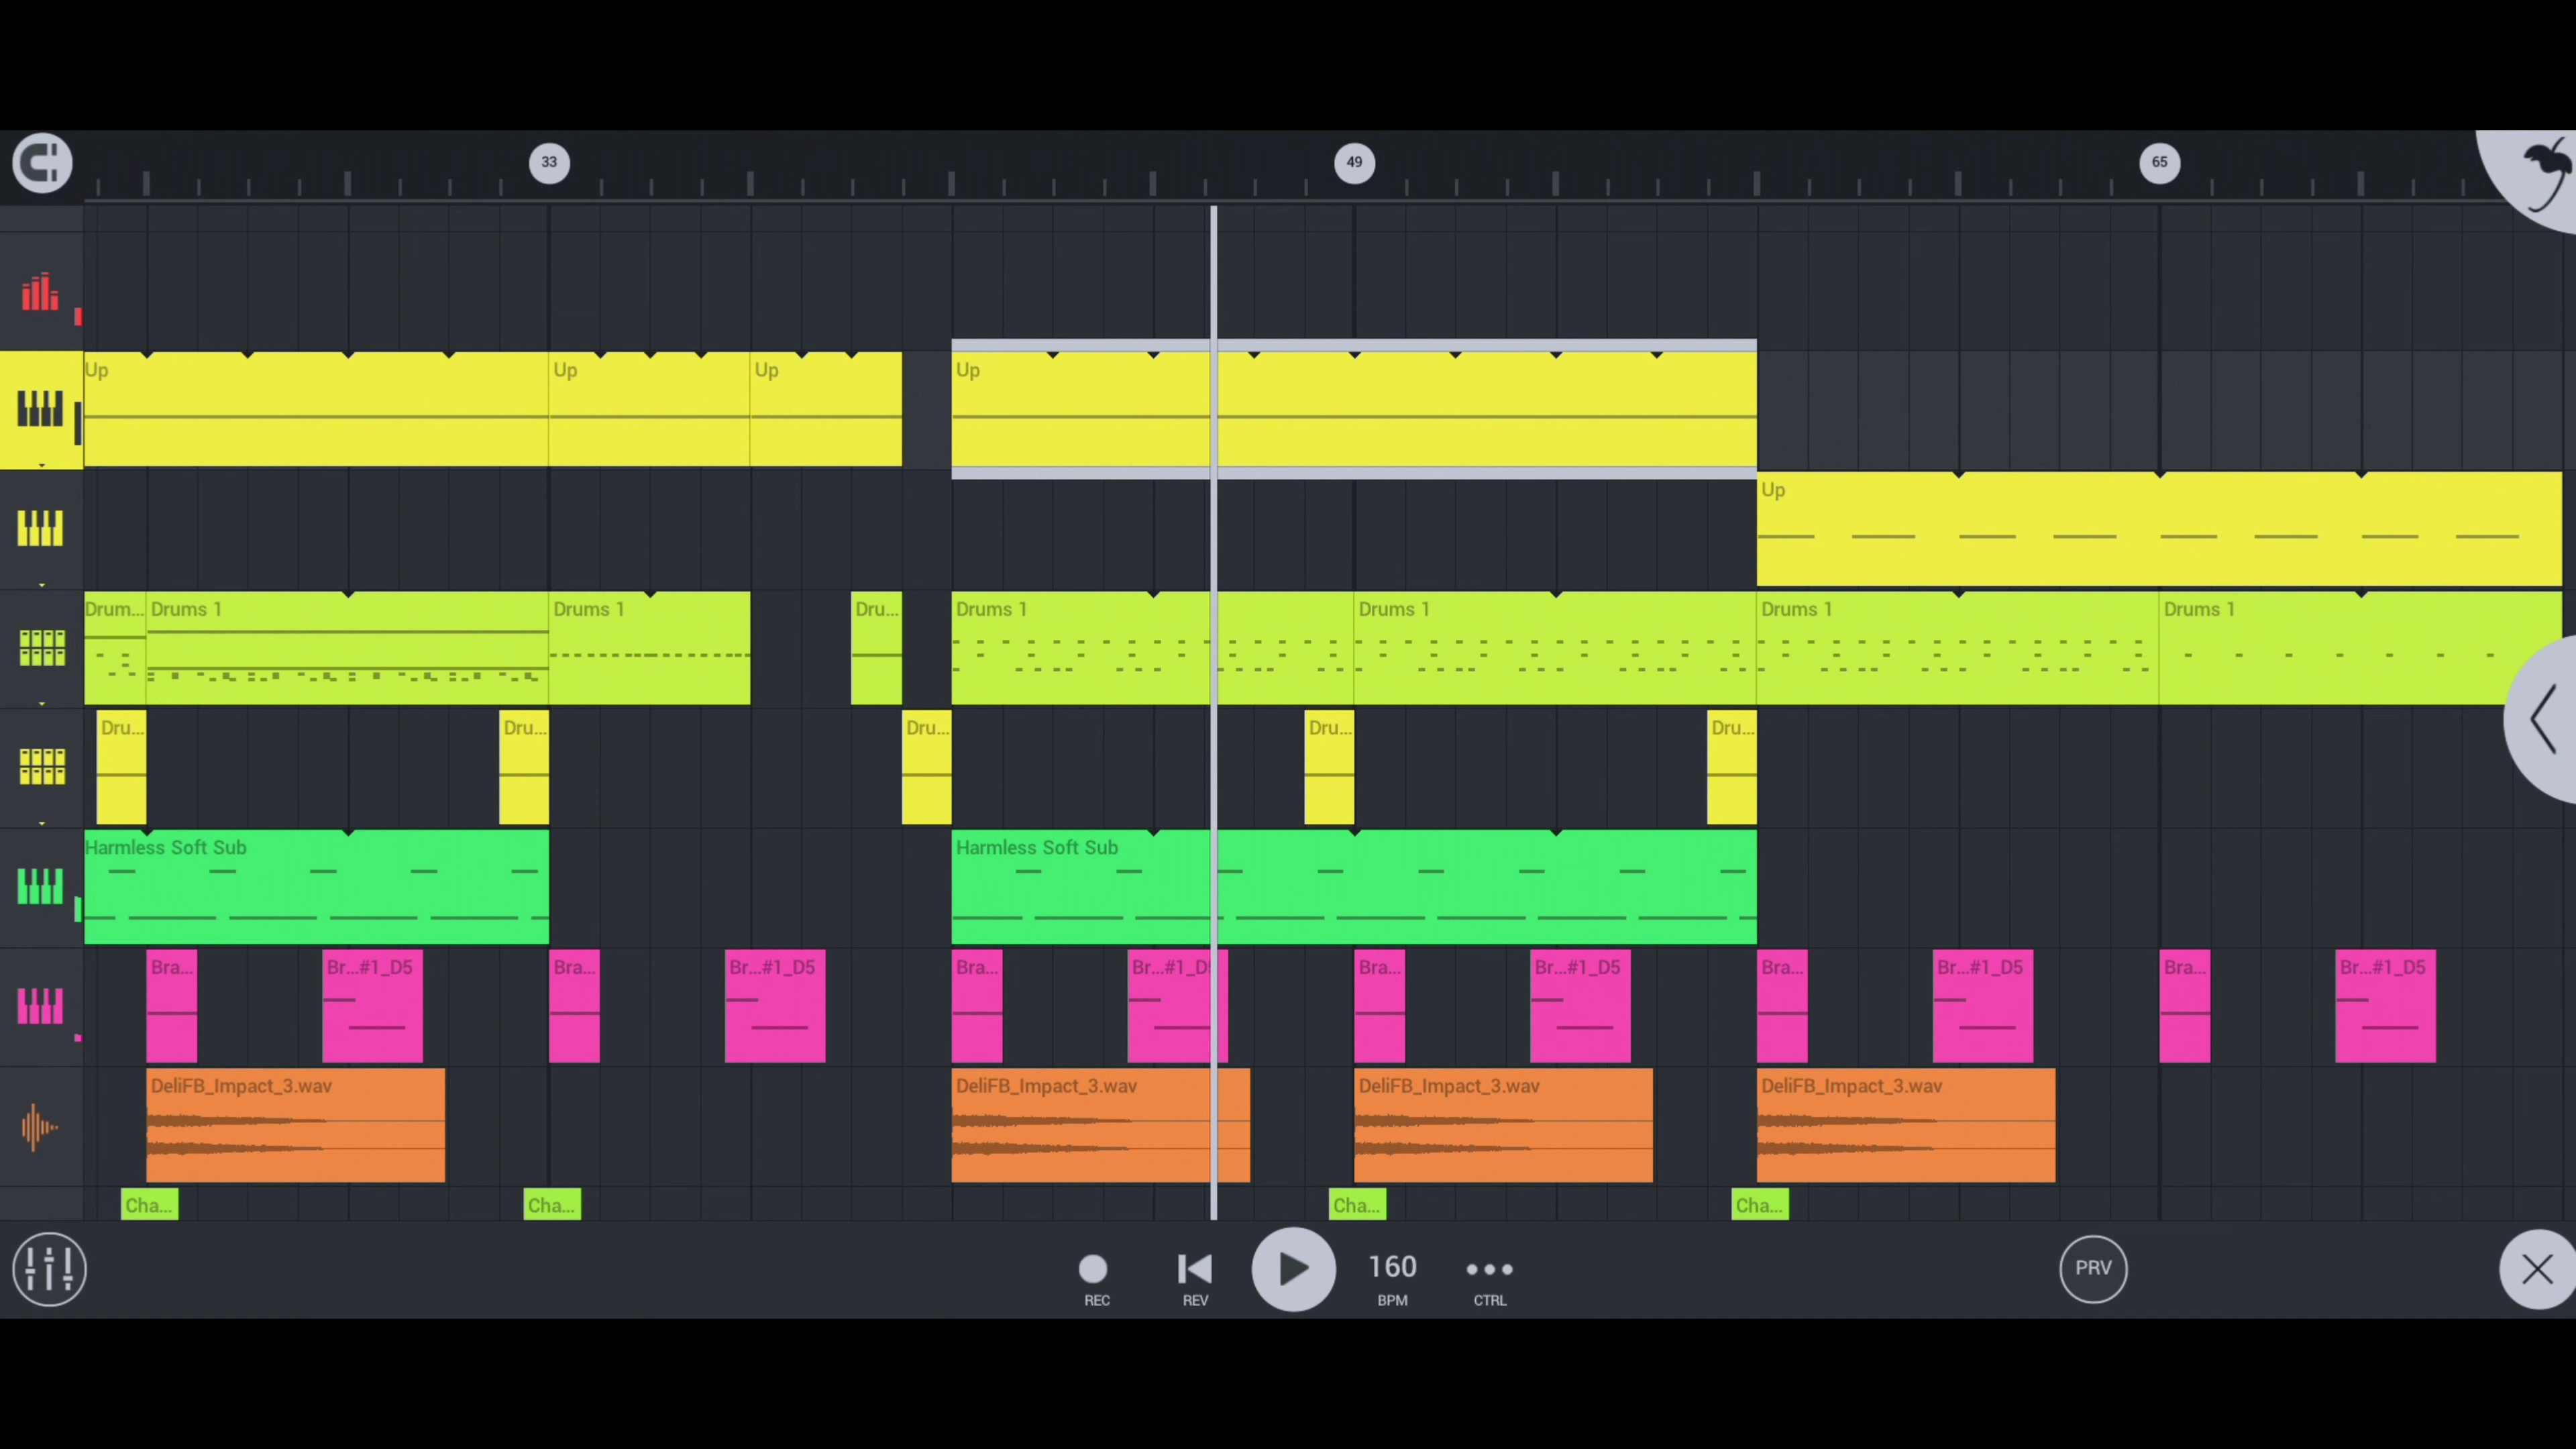 33 49 65
Up Up Up Up
Up
Drum... Drums 1 Drums 1 Dru... Drums 1 Drums 1 Drums 1 Drums 1
Dru... Dru... Dru... Dru... Dru...
Harmless Soft Sub Harmless Soft Sub
Bra... Br...#1_D5 Bra... Br...#1_D5 Bra... Br...#1_D5 Bra... Br...#1_D5 Bra... Br...#1_D5 Bra... Br...#1_D5
DeliFB_Impact_3.wav DeliFB_Impact_3.wav DeliFB_Impact_3.wav DeliFB_Impact_3.wav
Cha... Cha... Cha... Cha...
160 PRV
REC REV BPM CTRL